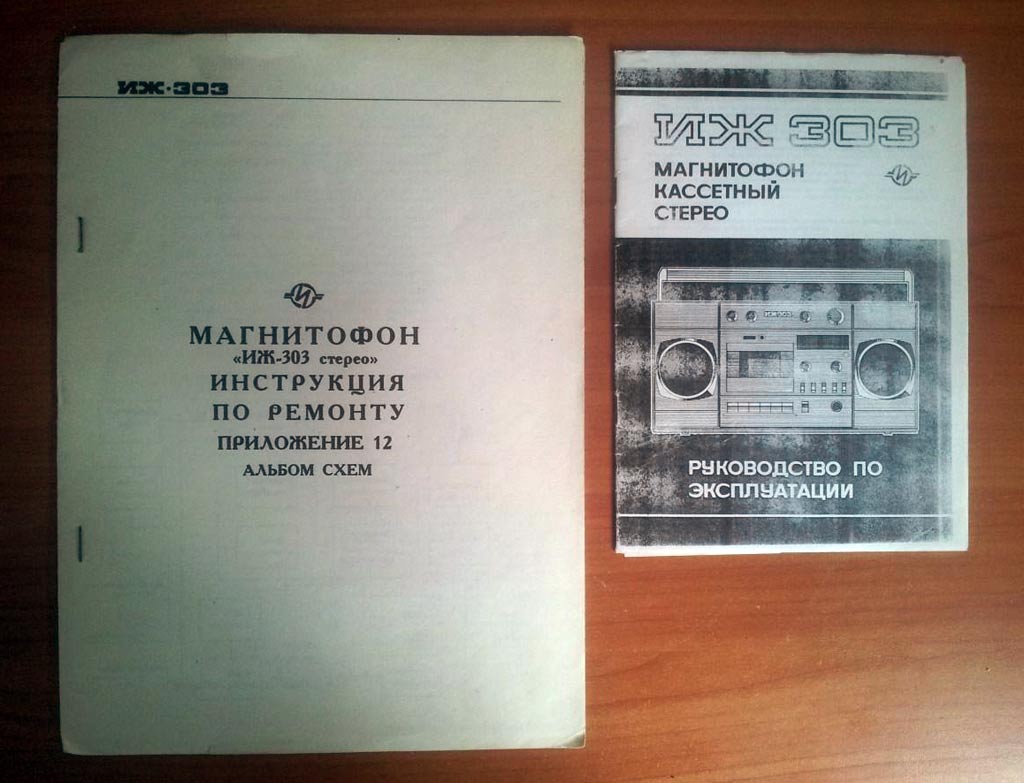 ИЖ·303
МАГНИТОФОН
«ИЖ-303 стерео»
ИНСТРУКЦИЯ
ПО РЕМОНТУ
ПРИЛОЖЕНИЕ 12
АЛЬБОМ СХЕМ
ИЖ 303
МАГНИТОФОН
КАССЕТНЫЙ
СТЕРЕО
ИЖ303
РУКОВОДСТВО ПО
ЭКСПЛУАТАЦИИ